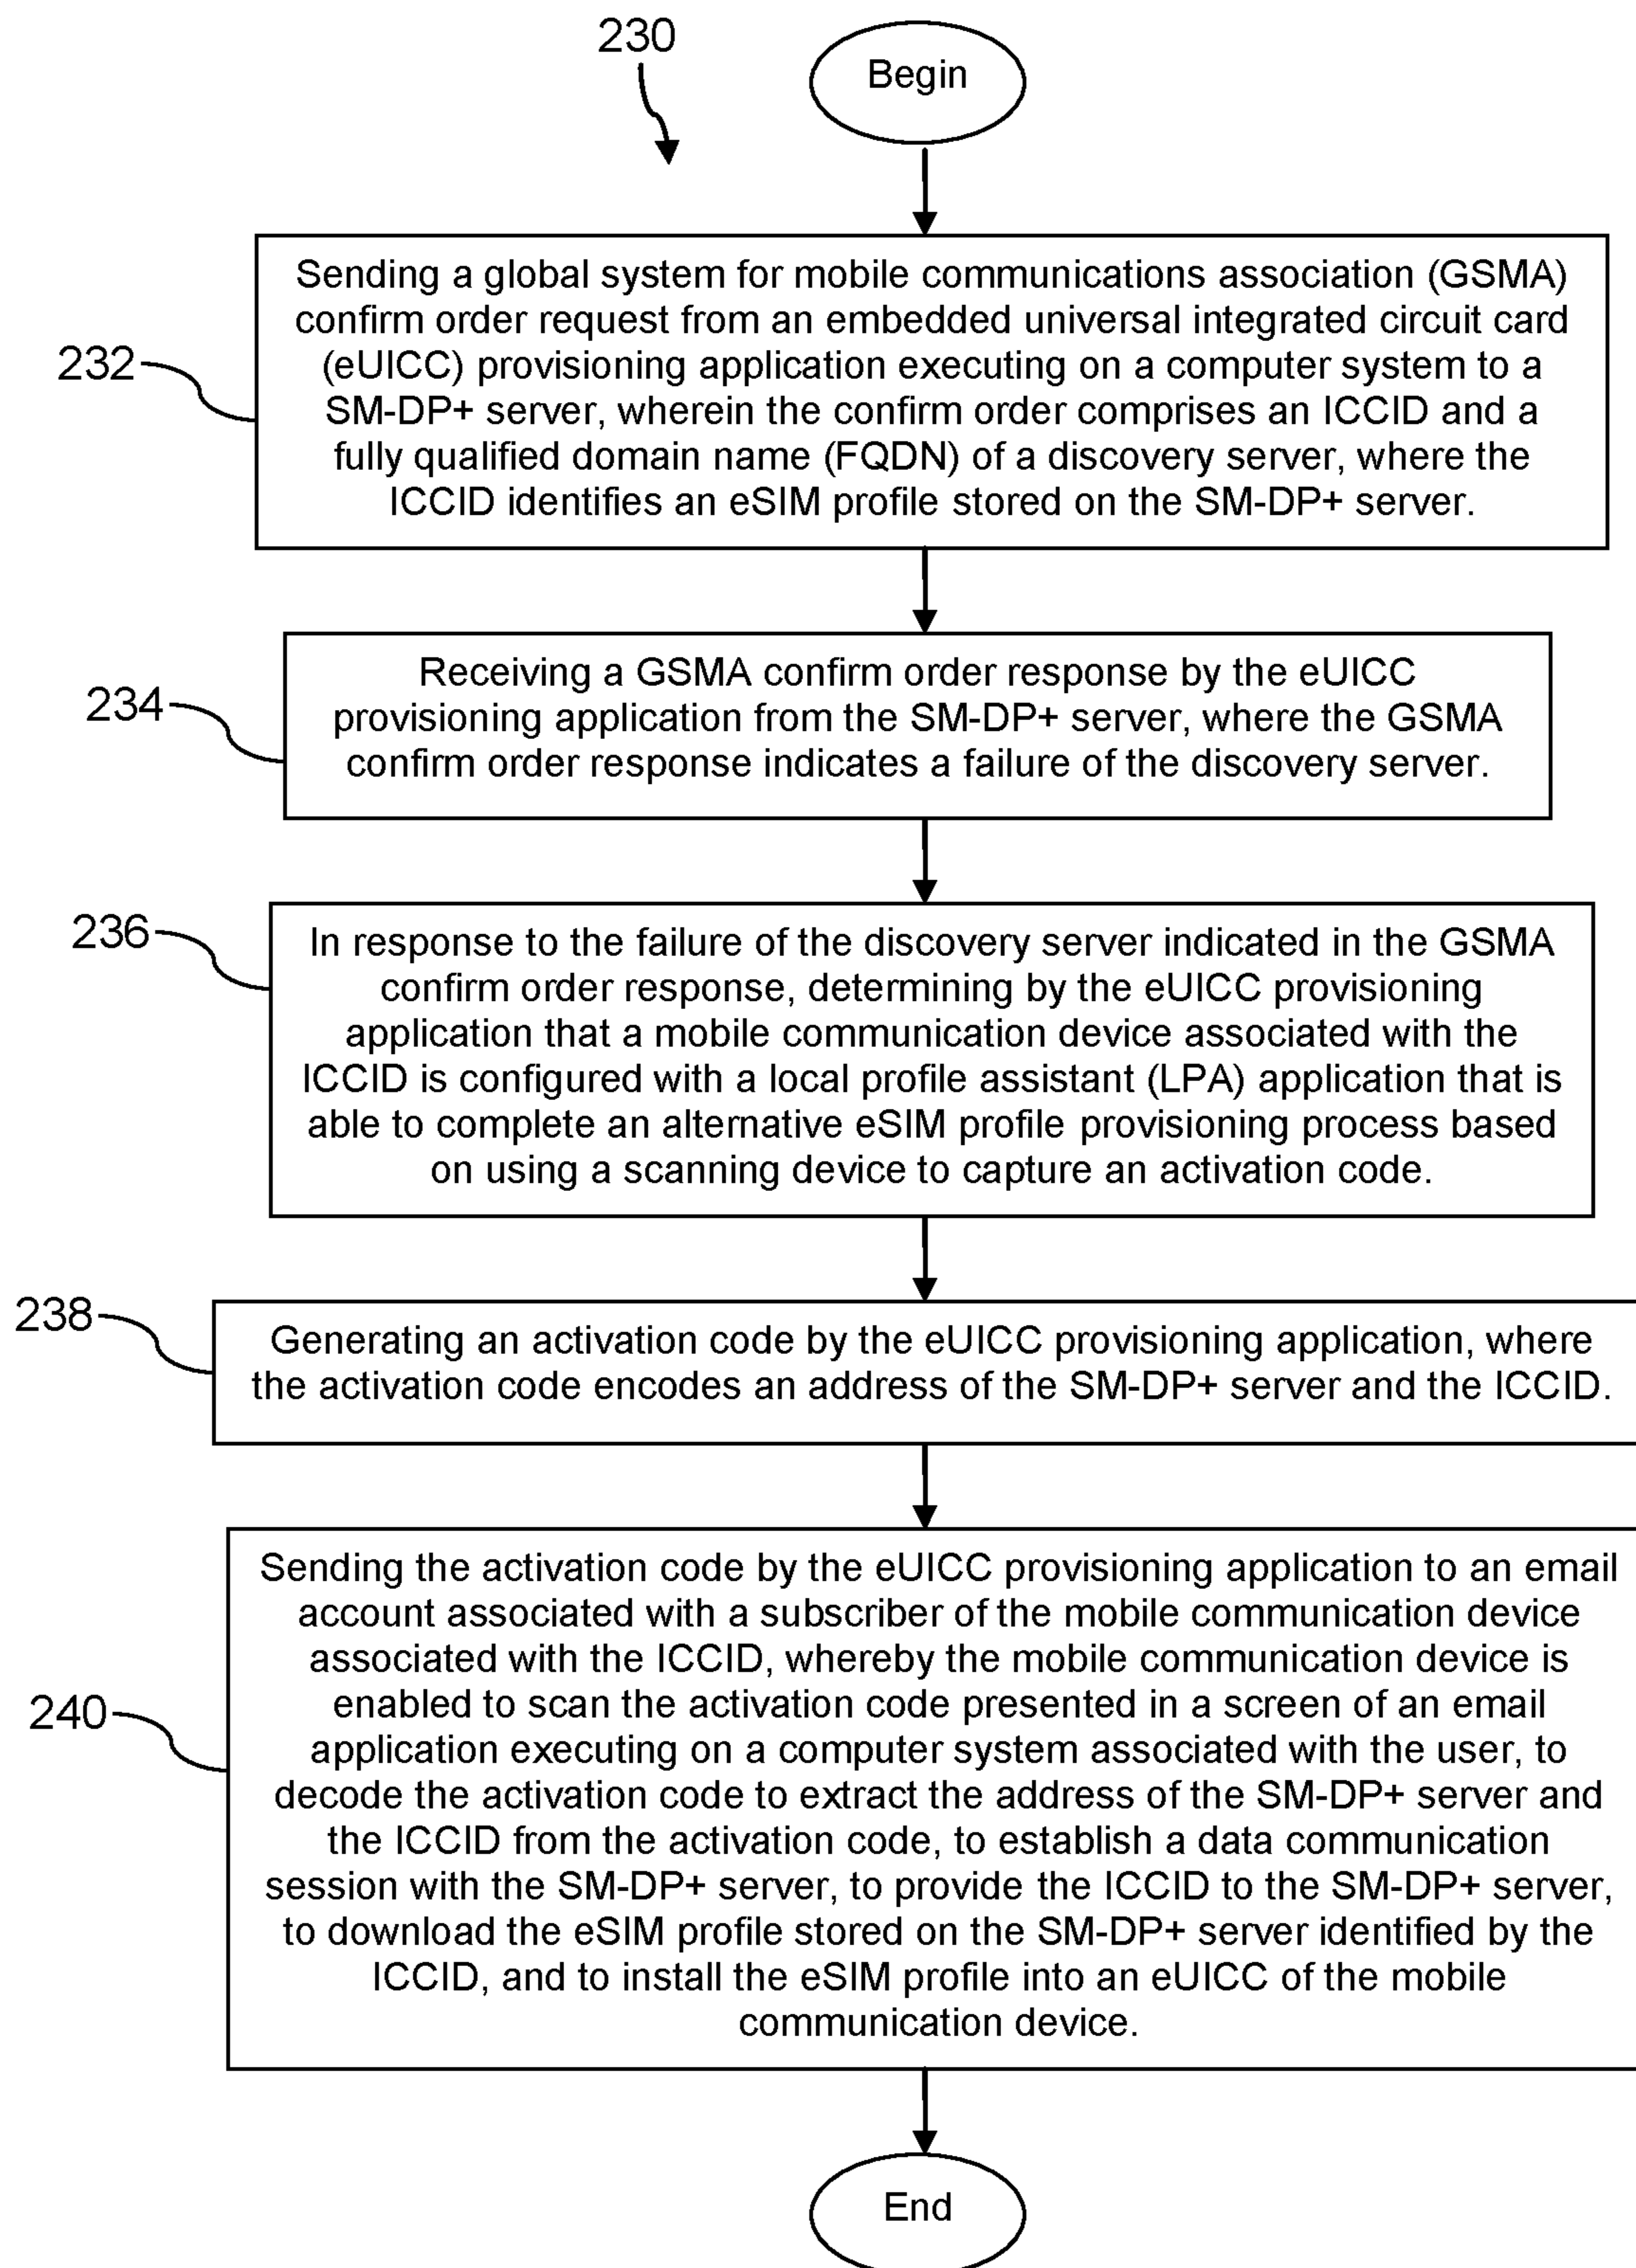 230
Begin
232
Sending a global system for mobile communications association (GSMA)
confirm order request from an embedded universal integrated circuit card
(eUICC) provisioning application executing on a computer system to a
SM-DP+ server, wherein the confirm order comprises an ICCID and a
fully qualified domain name (FQDN) of a discovery server, where the
ICCID identifies an eSIM profile stored on the SM-DP+ server.
234
Receiving a GSMA confirm order response by the eUICC
provisioning application from the SM-DP+ server, where the GSMA
confirm order response indicates a failure of the discovery server.
236
In response to the failure of the discovery server indicated in the GSMA
confirm order response, determining by the eUICC provisioning
application that a mobile communication device associated with the
ICCID is configured with a local profile assistant (LPA) application that is
able to complete an alternative eSIM profile provisioning process based
on using a scanning device to capture an activation code.
238
Generating an activation code by the eUICC provisioning application, where
the activation code encodes an address of the SM-DP+ server and the ICCID.
240
Sending the activation code by the eUICC provisioning application to an email
account associated with a subscriber of the mobile communication device
associated with the ICCID, whereby the mobile communication device is
enabled to scan the activation code presented in a screen of an email
application executing on a computer system associated with the user, to
decode the activation code to extract the address of the SM-DP+ server and
the ICCID from the activation code, to establish a data communication
session with the SM-DP+ server, to provide the ICCID to the SM-DP+ server,
to download the eSIM profile stored on the SM-DP+ server identified by the
ICCID, and to install the eSIM profile into an eUICC of the mobile
communication device.
End